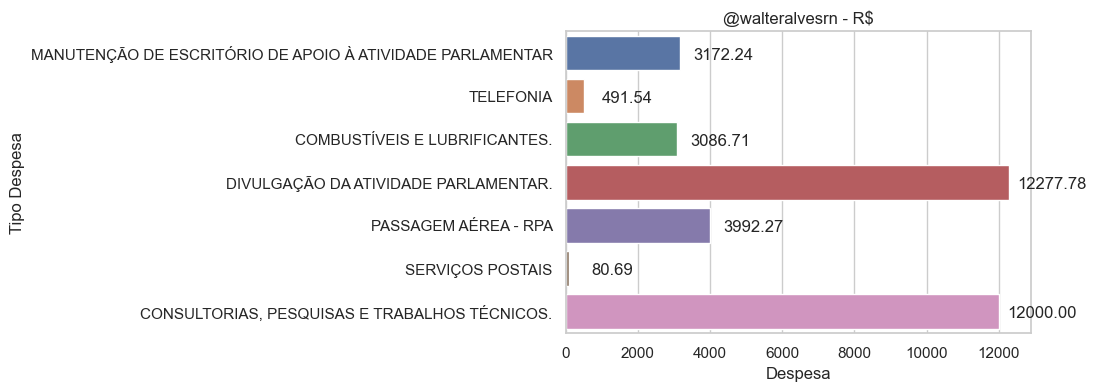 @walteralvesrn - R$
MANUTENÇÃO DE ESCRITÓRIO DE APOIO À ATIVIDADE PARLAMENTAR
3172.24
TELEFONIA
491.54
COMBUSTÍVEIS E LUBRIFICANTES.
3086.71
DIVULGAÇÃO DA ATIVIDADE PARLAMENTAR.
12277.78
PASSAGEM AÉREA - RPA
3992.27
SERVIÇOS POSTAIS
80.69
CONSULTORIAS, PESQUISAS E TRABALHOS TÉCNICOS.
12000.00
Tipo Despesa
0 2000 4000 6000 8000 10000 12000
Despesa